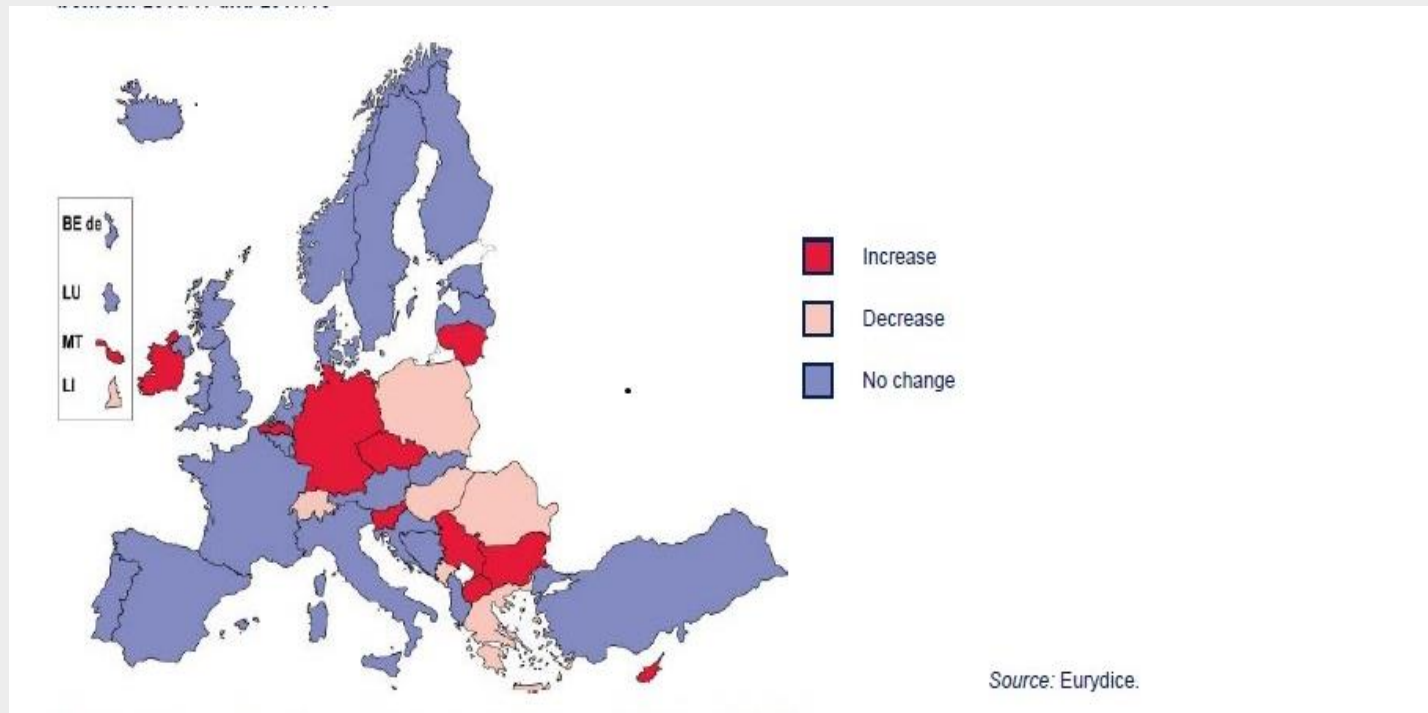 BE de
LU
MT
LI
Increase
Decrease
No change
Source: Eurydice.